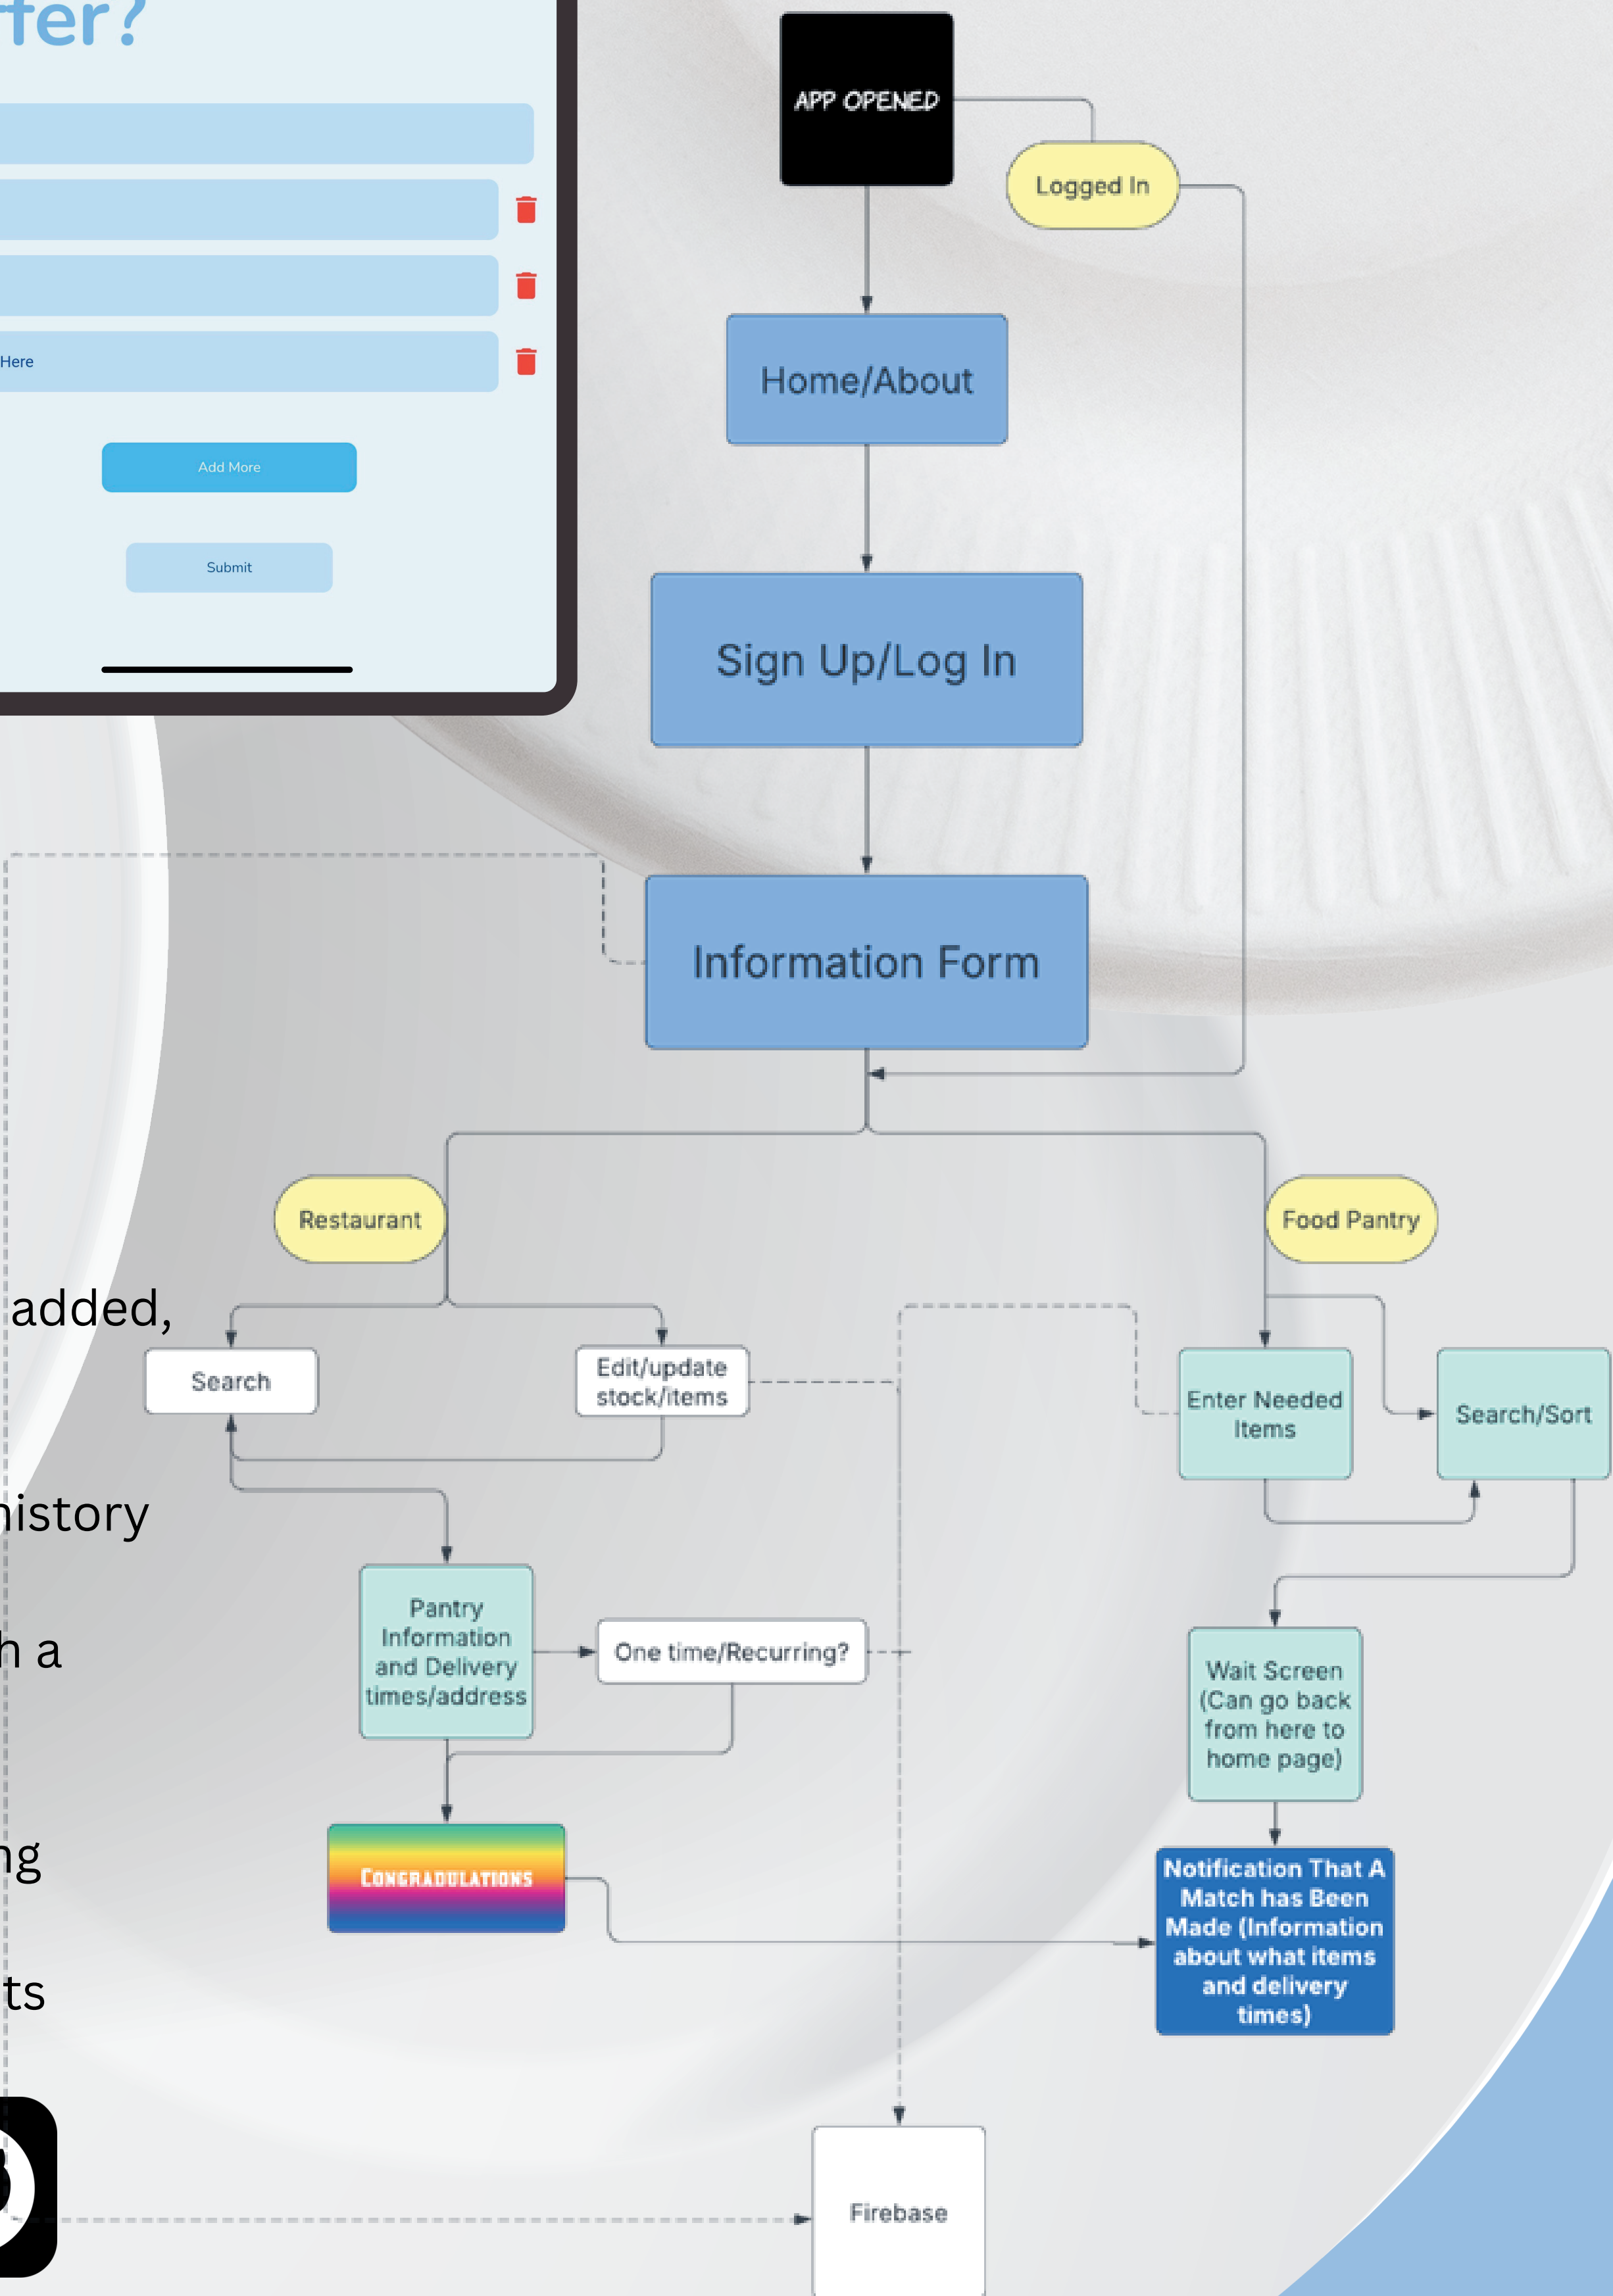 Here
Add More
Submit
APP OPENED
Logged In
Home/About
Sign Up/Log In
Information Form
Restaurant
Food Pantry
added,
Search
Edit/update
stock/items
Enter Needed
Items
Search/Sort
history
h a
Pantry
Information
and Delivery
times/address
One time/Recurring?
Wait Screen
(Can go back
from here to
home page)
ng
CONGRADULATIONS
Notification That A
Match has Been
Made (Information
about what items
and delivery
times)
ts
Firebase